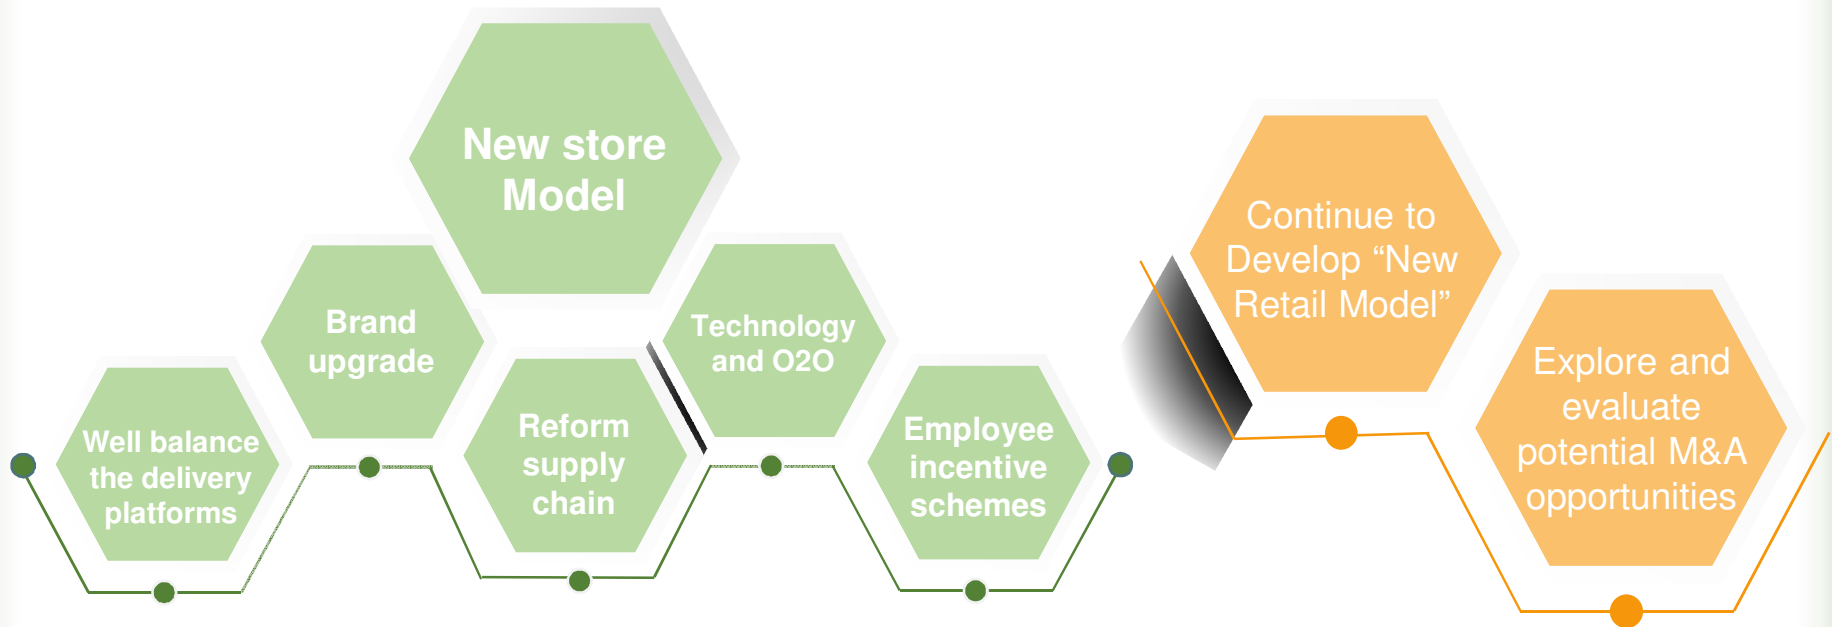 New store
Model
Brand
upgrade
Technology
and O2O
Well balance
the delivery
platforms
Reform
supply
chain
Employee
incentive
schemes
Continue to
Develop “New
Retail Model”
Explore and
evaluate
potential M&A
opportunities